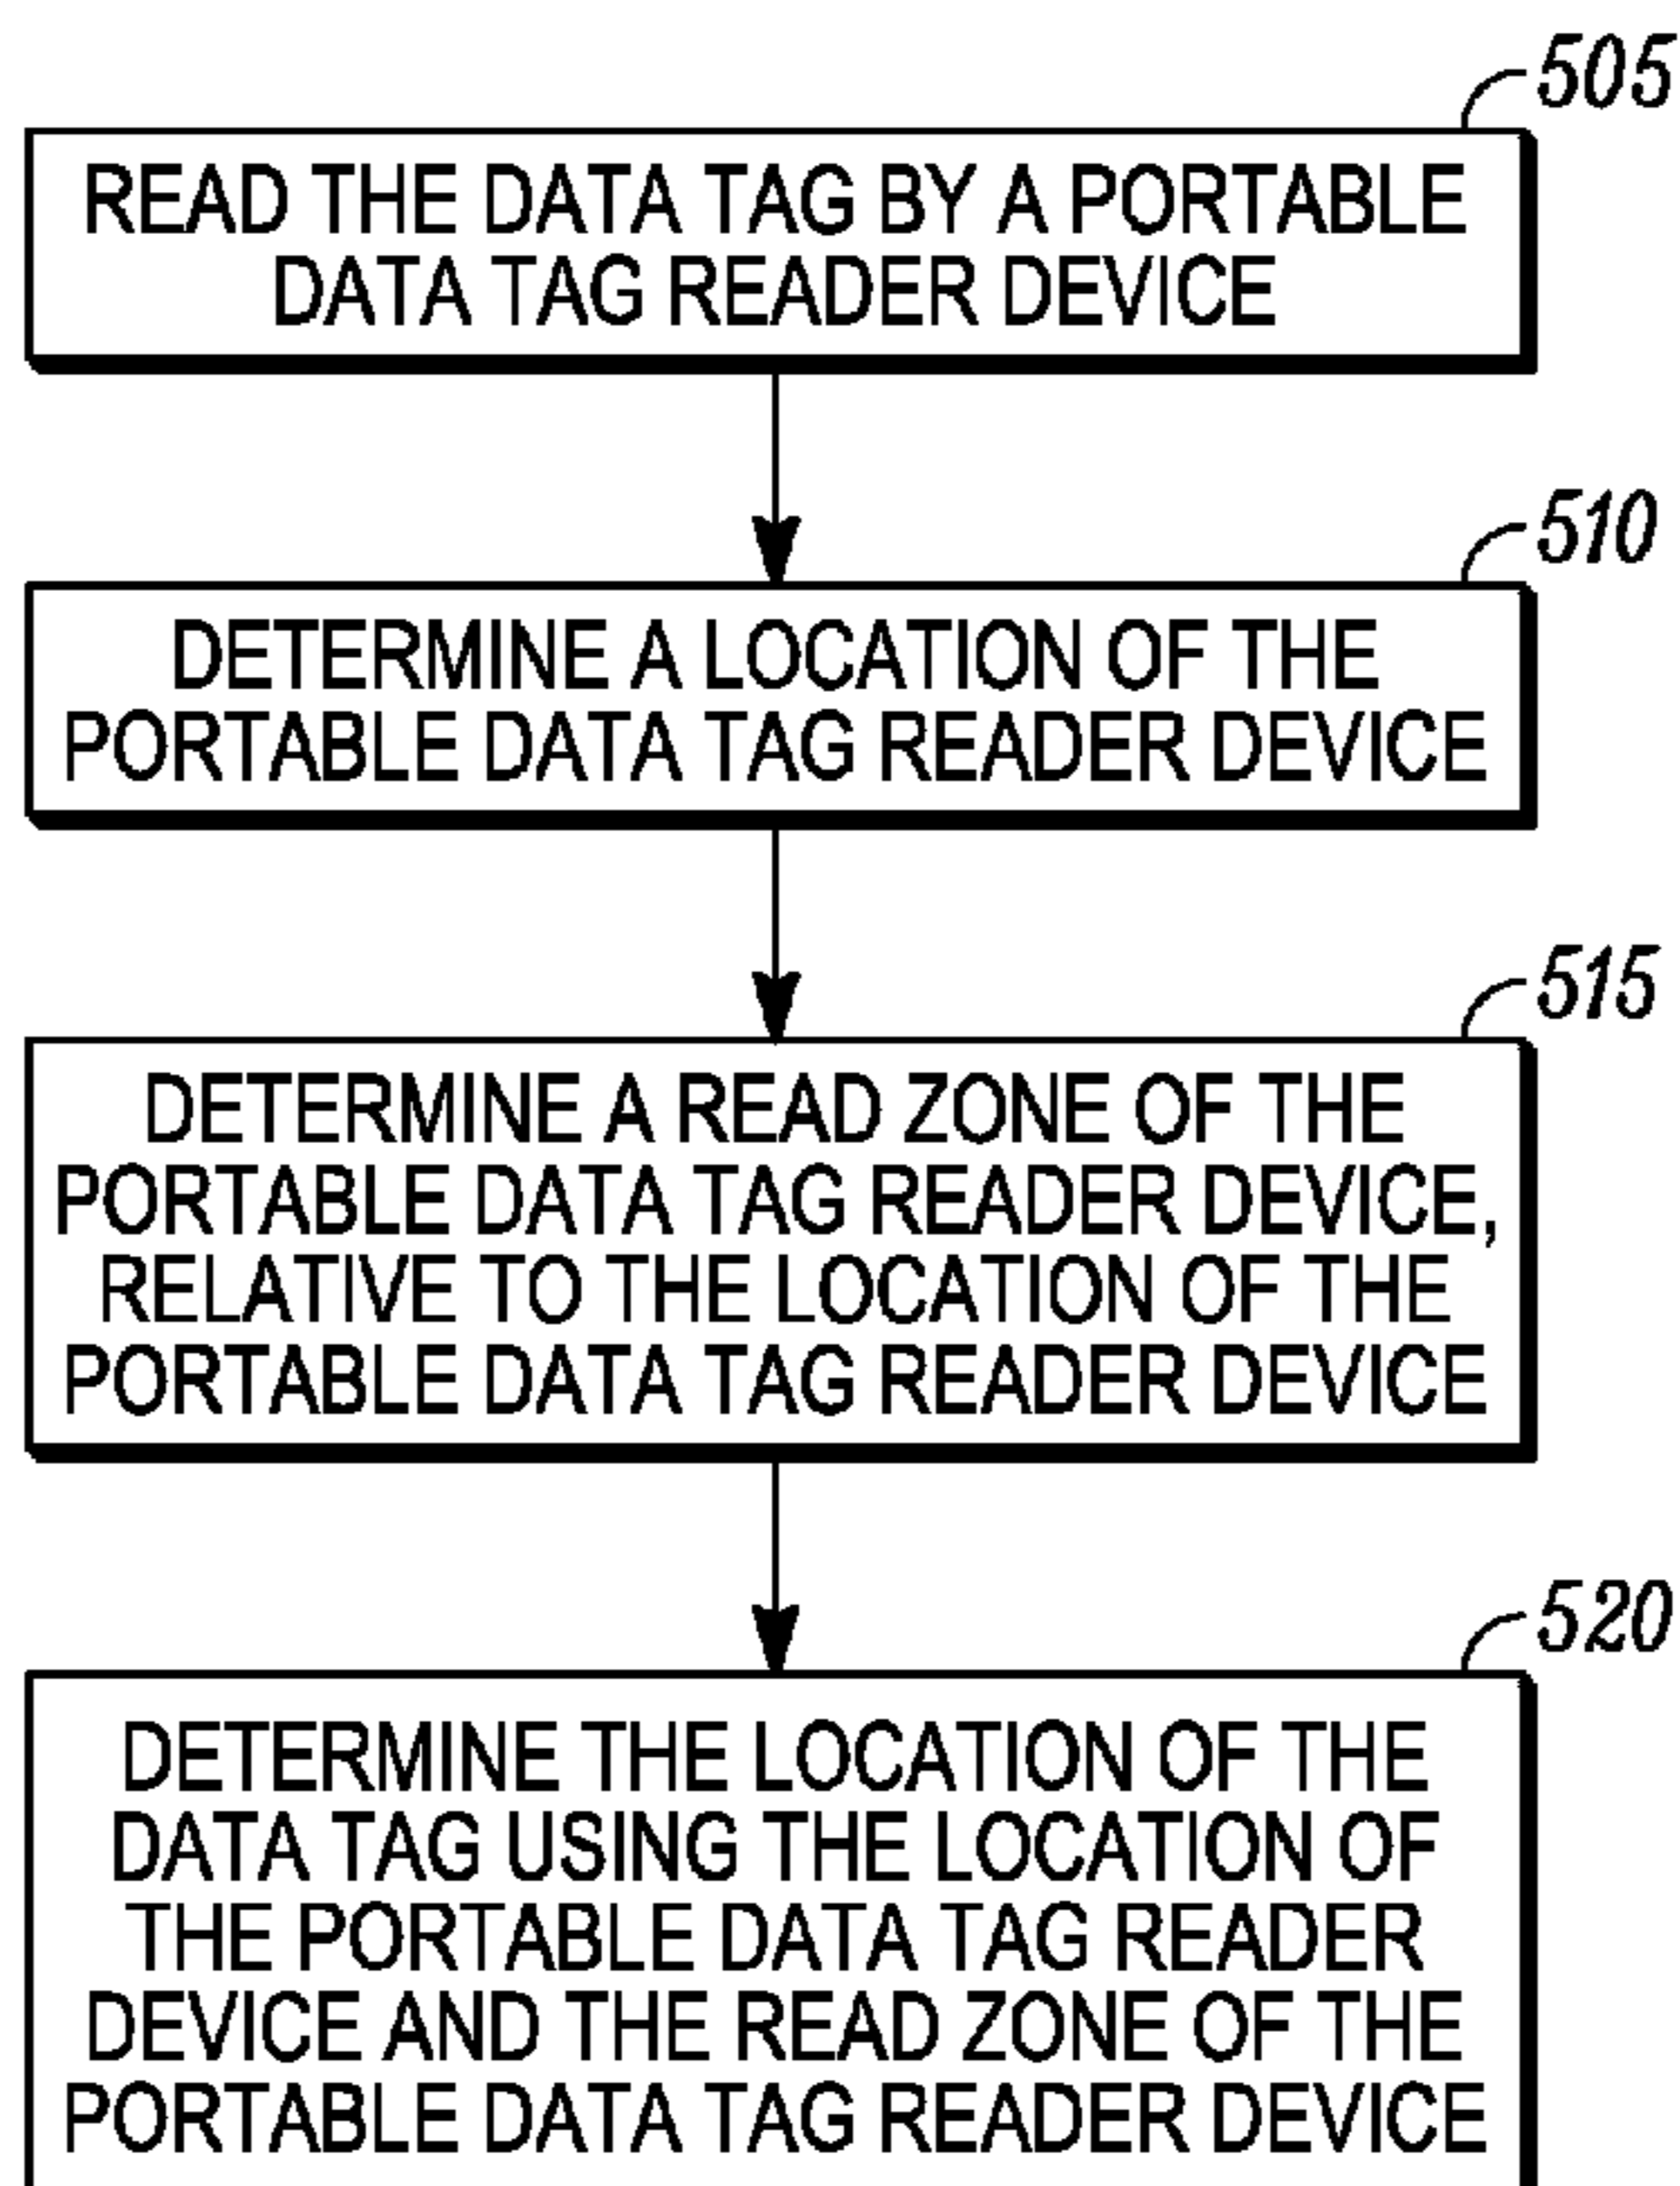 505
READ THE DATA TAG BY A PORTABLE
DATA TAG READER DEVICE
510
DETERMINE A LOCATION OF THE
PORTABLE DATA TAG READER DEVICE
515
DETERMINE A READ ZONE OF THE
PORTABLE DATA TAG READER DEVICE,
RELATIVE TO THE LOCATION OF THE
PORTABLE DATA TAG READER DEVICE
520
DETERMINE THE LOCATION OF THE
DATA TAG USING THE LOCATION OF
THE PORTABLE DATA TAG READER
DEVICE AND THE READ ZONE OF THE
PORTABLE DATA TAG READER DEVICE